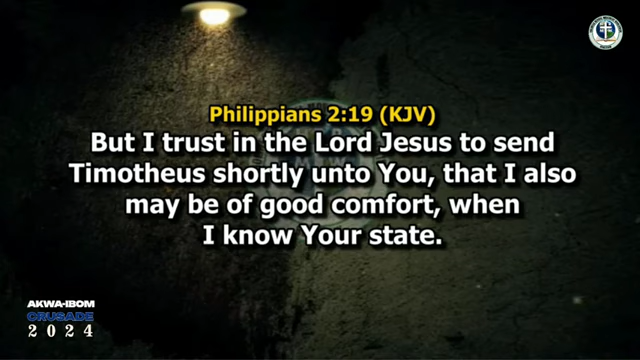 Philippians 2:19 (KJV)
But I trust in the Lord Jesus to send
Timotheus shortly unto You, that I also
may be of good comfort, when
I know Your state.
AKWA-IBOM
CRUSADE
2024